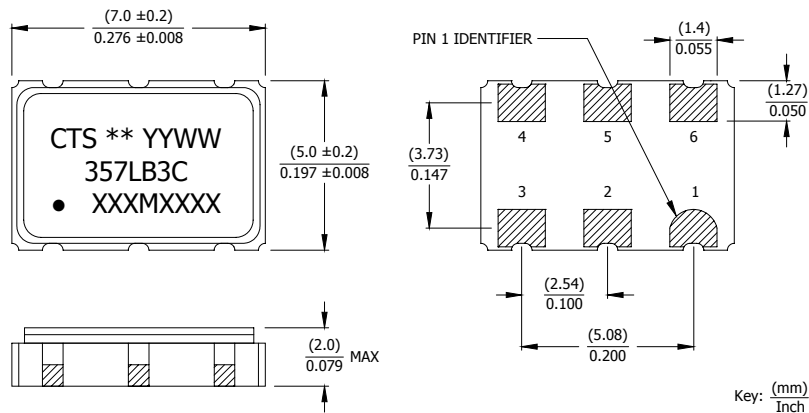 (7.0 ±0.2)
0.276 ±0.008
CTS ** YYWW
357LB3C
● XXXMXXXX
(5.0 ±0.2)
0.197 ±0.008
(2.0)
0.079 MAX
PIN 1 IDENTIFIER
(1.4)
0.055
(1.27)
0.050
4 5 6
(3.73)
0.147
3 2 1
(2.54)
0.100
(5.08)
0.200
Key: (mm)
Inch